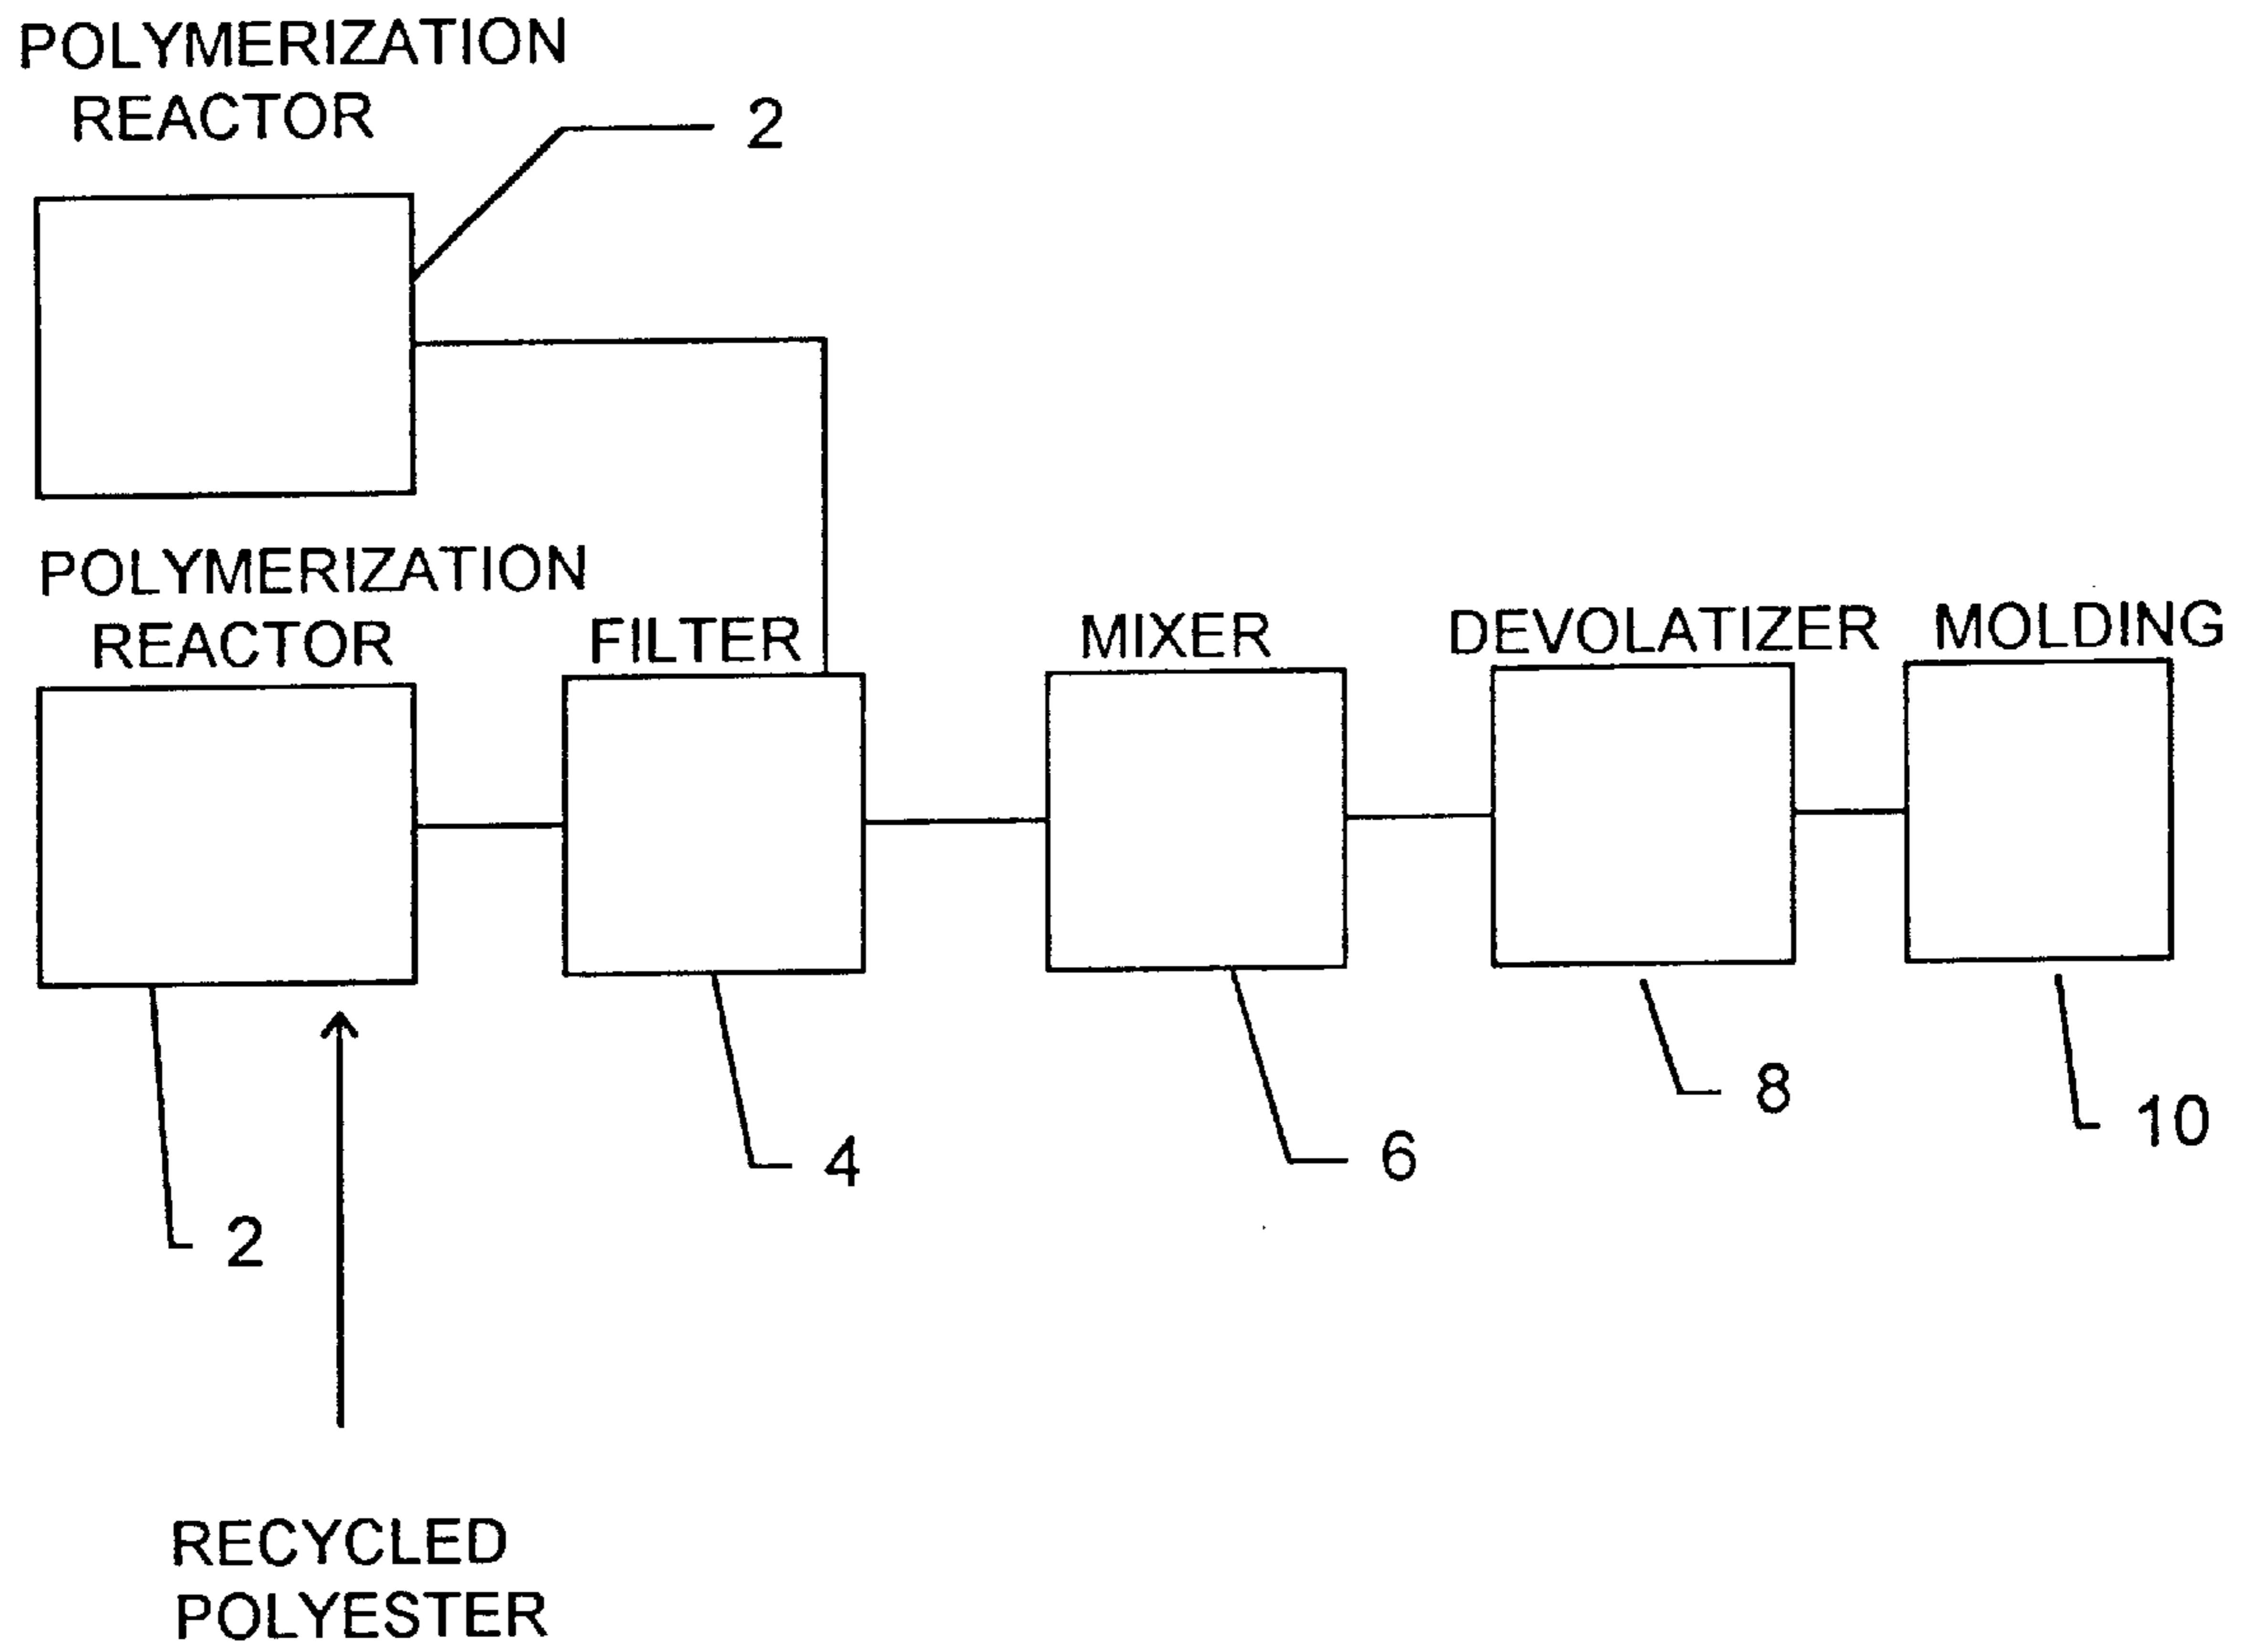 POLYMERIZATION
REACTOR
2
POLYMERIZATION
REACTOR
FILTER
MIXER
DEVOLATIZER
MOLDING
2
4
6
8
10
RECYCLED
POLYESTER